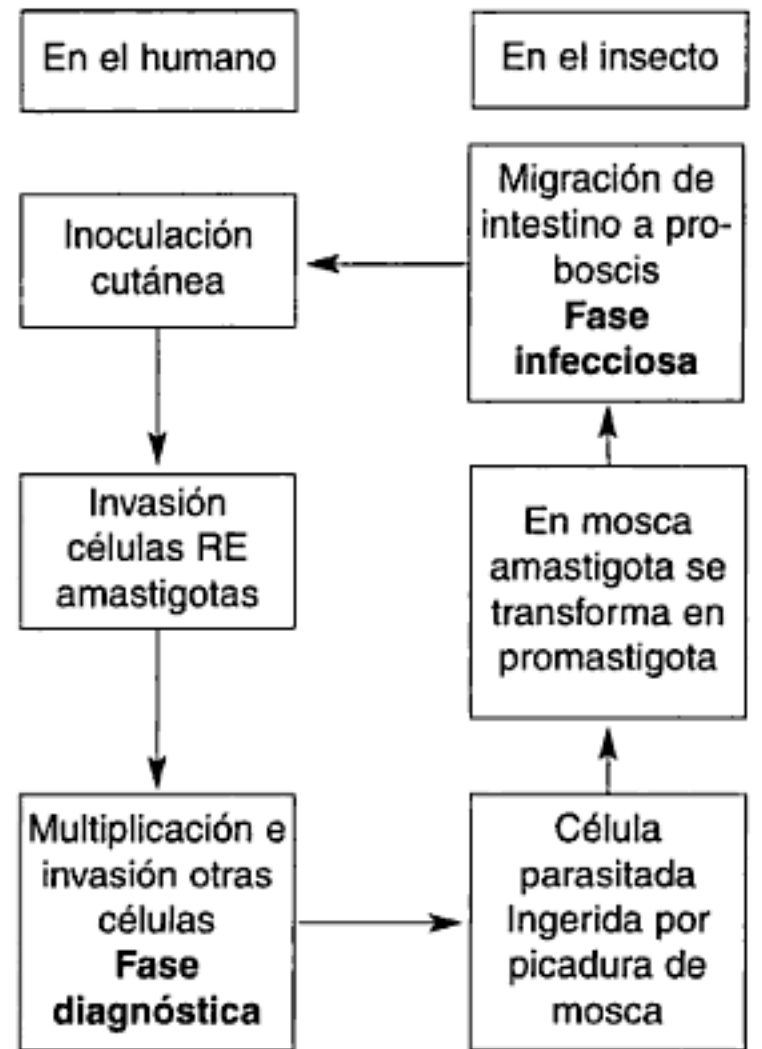 En el humano
En el insecto
Migración de
intestino a pro-
boscis
Fase
infecciosa
Inoculación
cutánea
Invasión
células RE
amastigotas
En mosca
amastigota se
transforma en
promastigota
Multiplicación e
invasión otras
células
Fase
diagnóstica
Célula
parasitada
Ingerida por
picadura de
mosca